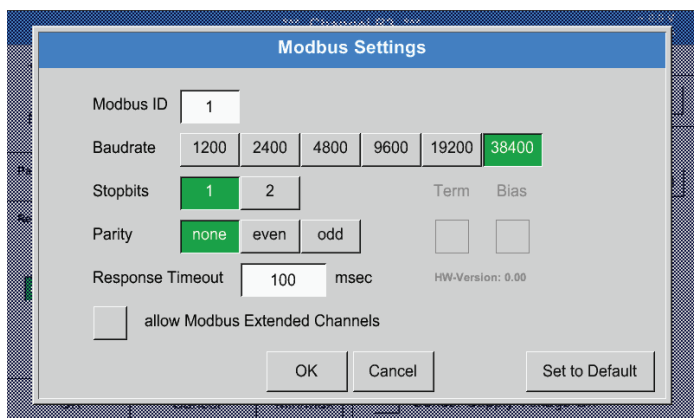 *** Channel B3 ***
Modbus Settings
Modbus ID 1
Baudrate 1200 2400 4800 9600 19200 38400
Stopbits 1 2 Term Bias
Parity none even odd
Response Timeout 100 msec HW-Version: 0.00
allow Modbus Extended Channels
OK Cancel Set to Default